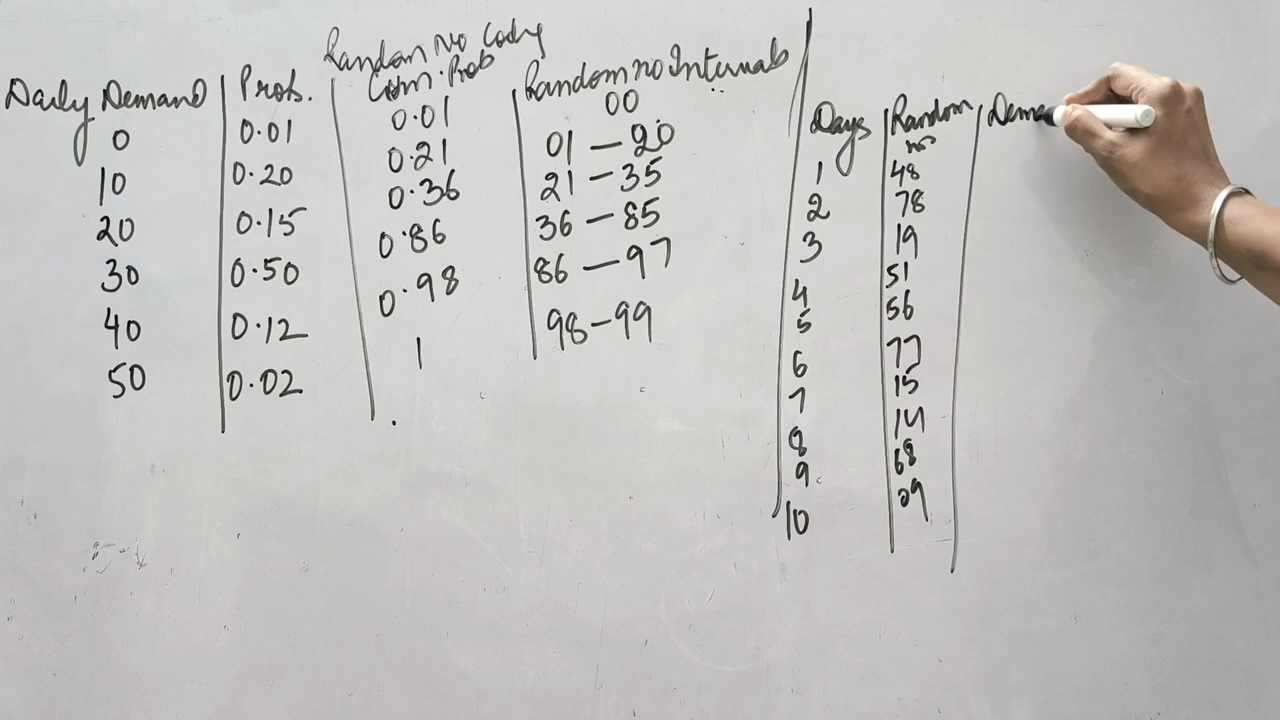 Random no Coding
Daily Demand Prob. Cum. Prob Random no Intervals
0 0.01 0.01 00
10 0.20 0.21 01 - 20
20 0.15 0.36 21 - 35
30 0.50 0.86 36 - 85
40 0.12 0.98 86 - 97
50 0.02 1 98 - 99
Days Random no Dema
1 48
2 78
3 19
4 51
5 56
6 77
7 15
8 14
9 68
10 09